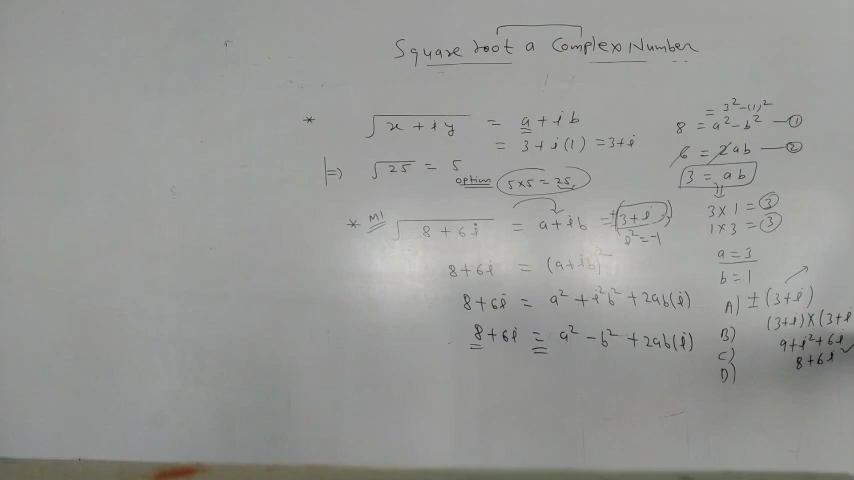 Square root a Complex Number
* √x + iy = a + ib
= 3 + i(1) = 3+i
|=> √25 = 5
option 5x5 = 25,
* M1 √8 + 6i = a + ib = ±(3+i)
i² = -1
8+6i = (a+ib)²
8+6i = a² + i²b² + 2ab(i)
8+6i = a² - b² + 2ab(i)
= 3² - (1)²
8 = a² - b² — ①
6 = 2ab — ②
3 = ab
3 x 1 = ③
1 x 3 = ③
a = 3
b = 1
A) ± (3+i)
(3+i) x (3+i
B)
9 + i² + 6i
C)
8 + 6i ✓
D)